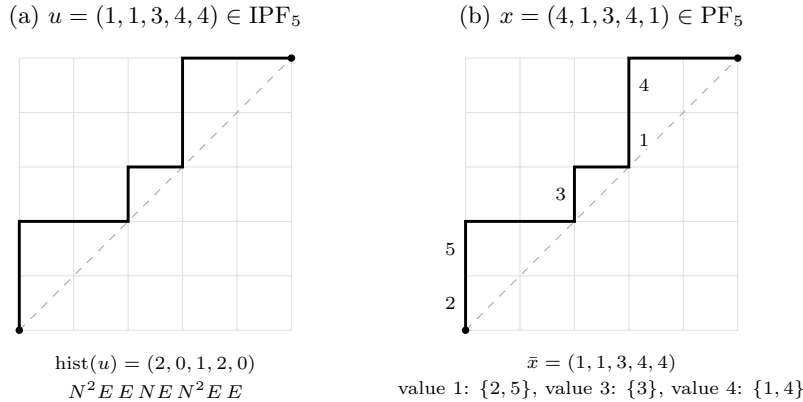 (a) u = (1, 1, 3, 4, 4) ∈ IPF₅
(b) x = (4, 1, 3, 4, 1) ∈ PF₅
4
1
3
5
2
hist(u) = (2, 0, 1, 2, 0)
N²E E NE N²E E
x̄ = (1, 1, 3, 4, 4)
value 1: {2, 5}, value 3: {3}, value 4: {1, 4}